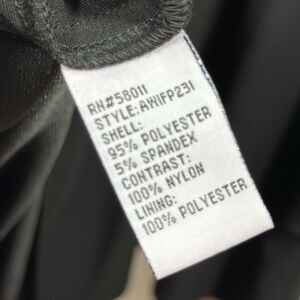 RN#58011
STYLE:AWIFP231
SHELL:
95% POLYESTER
5% SPANDEX
CONTRAST:
100% NYLON
LINING:
100% POLYESTER